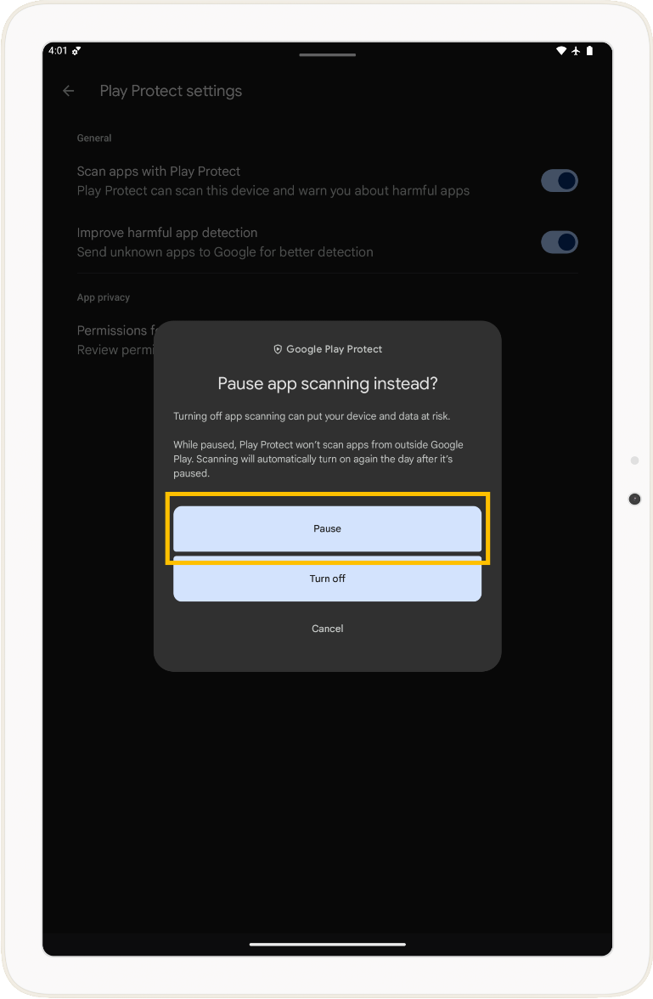 4:01
Play Protect settings
General
Scan apps with Play Protect
Play Protect can scan this device and warn you about harmful apps
Improve harmful app detection
Send unknown apps to Google for better detection
App privacy
Permissions
Review
Google Play Protect
Pause app scanning instead?
Turning off app scanning can put your device and data at risk.
While paused, Play Protect won’t scan apps from outside Google
Play. Scanning will automatically turn on again the day after it’s
paused.
Pause
Turn off
Cancel